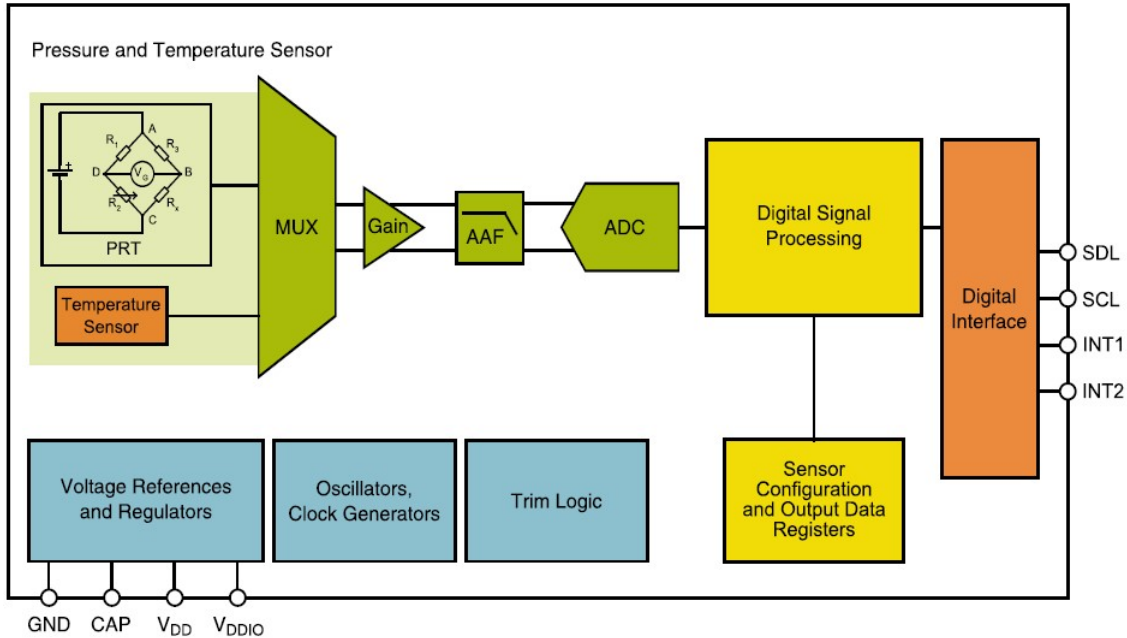 Pressure and Temperature Sensor
A
R1
R3
D
VG
B
R2
Rx
C
PRT
Temperature
Sensor
MUX
Gain
AAF
ADC
Digital Signal
Processing
Digital
Interface
SDL
SCL
INT1
INT2
Voltage References
and Regulators
Oscillators,
Clock Generators
Trim Logic
Sensor
Configuration
and Output Data
Registers
GND
CAP
VDD
VDDIO